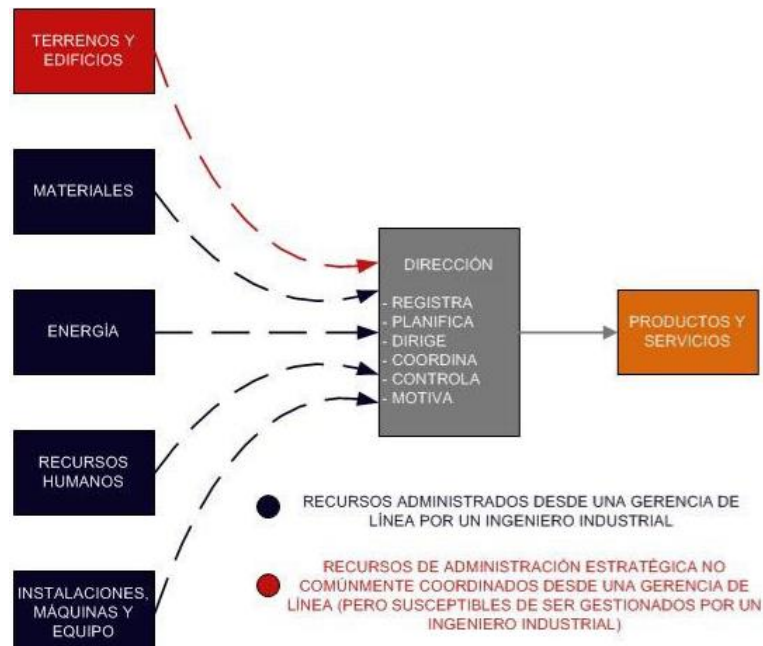 TERRENOS Y
EDIFICIOS
MATERIALES
ENERGÍA
RECURSOS
HUMANOS
INSTALACIONES,
MÁQUINAS Y
EQUIPO
DIRECCIÓN
- REGISTRA
- PLANIFICA
- DIRIGE
- COORDINA
- CONTROLA
- MOTIVA
PRODUCTOS Y
SERVICIOS
RECURSOS ADMINISTRADOS DESDE UNA GERENCIA DE
LÍNEA POR UN INGENIERO INDUSTRIAL
RECURSOS DE ADMINISTRACIÓN ESTRATÉGICA NO
COMÚNMENTE COORDINADOS DESDE UNA GERENCIA DE
LÍNEA (PERO SUSCEPTIBLES DE SER GESTIONADOS POR UN
INGENIERO INDUSTRIAL)